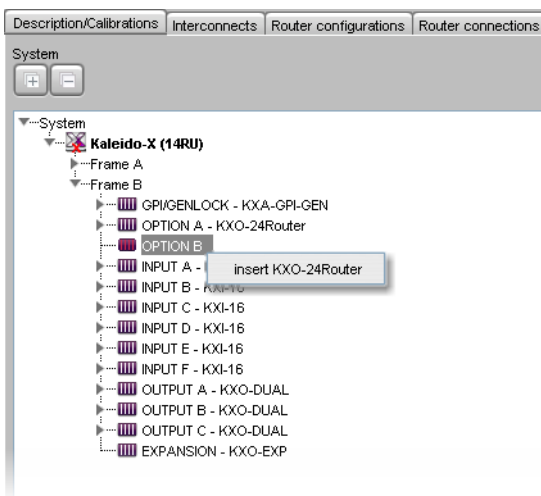 Description/Calibrations Interconnects Router configurations Router connections
System
System
Kaleido-X (14RU)
Frame A
Frame B
GPI/GENLOCK - KXA-GPI-GEN
OPTION A - KXO-24Router
OPTION B
insert KXO-24Router
INPUT A -
INPUT B - KXI-16
INPUT C - KXI-16
INPUT D - KXI-16
INPUT E - KXI-16
INPUT F - KXI-16
OUTPUT A - KXO-DUAL
OUTPUT B - KXO-DUAL
OUTPUT C - KXO-DUAL
EXPANSION - KXO-EXP